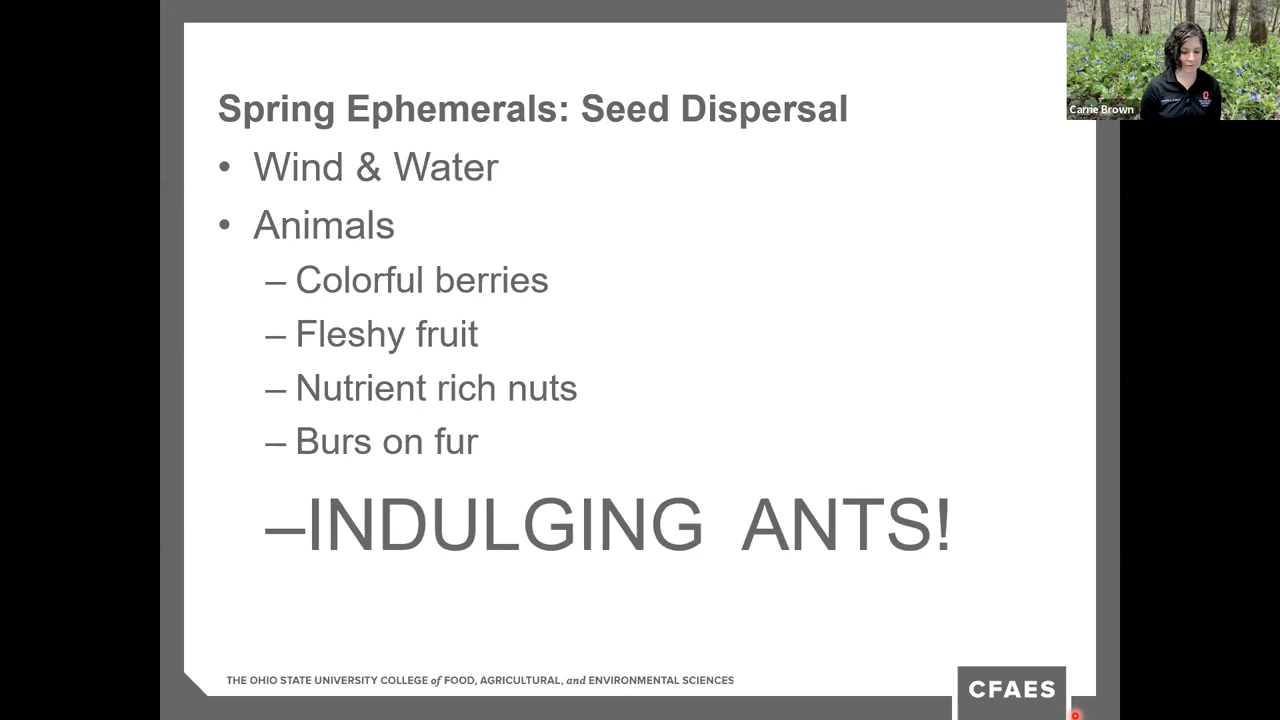 Spring Ephemerals: Seed Dispersal
• Wind & Water
• Animals
– Colorful berries
– Fleshy fruit
– Nutrient rich nuts
– Burs on fur
–INDULGING ANTS!
THE OHIO STATE UNIVERSITY COLLEGE of FOOD, AGRICULTURAL, and ENVIRONMENTAL SCIENCES
CFAES
Carrie Brown